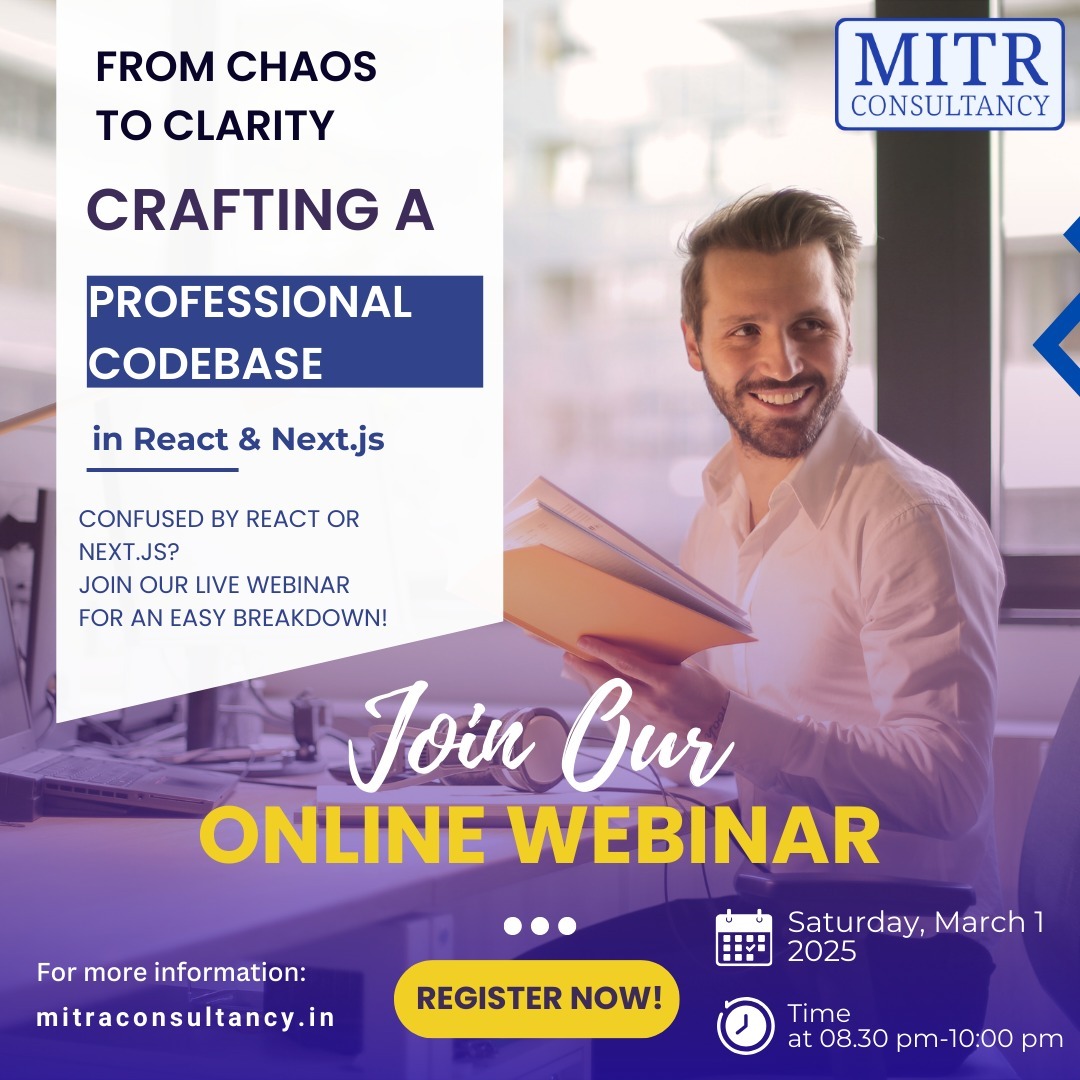 FROM CHAOS
TO CLARITY
CRAFTING A
PROFESSIONAL
CODEBASE
in React & Next.js
CONFUSED BY REACT OR
NEXT.JS?
JOIN OUR LIVE WEBINAR
FOR AN EASY BREAKDOWN!
MITR
CONSULTANCY
Join Our
ONLINE WEBINAR
For more information:
mitraconsultancy.in
REGISTER NOW!
Saturday, March 1
2025
Time
at 08.30 pm-10:00 pm